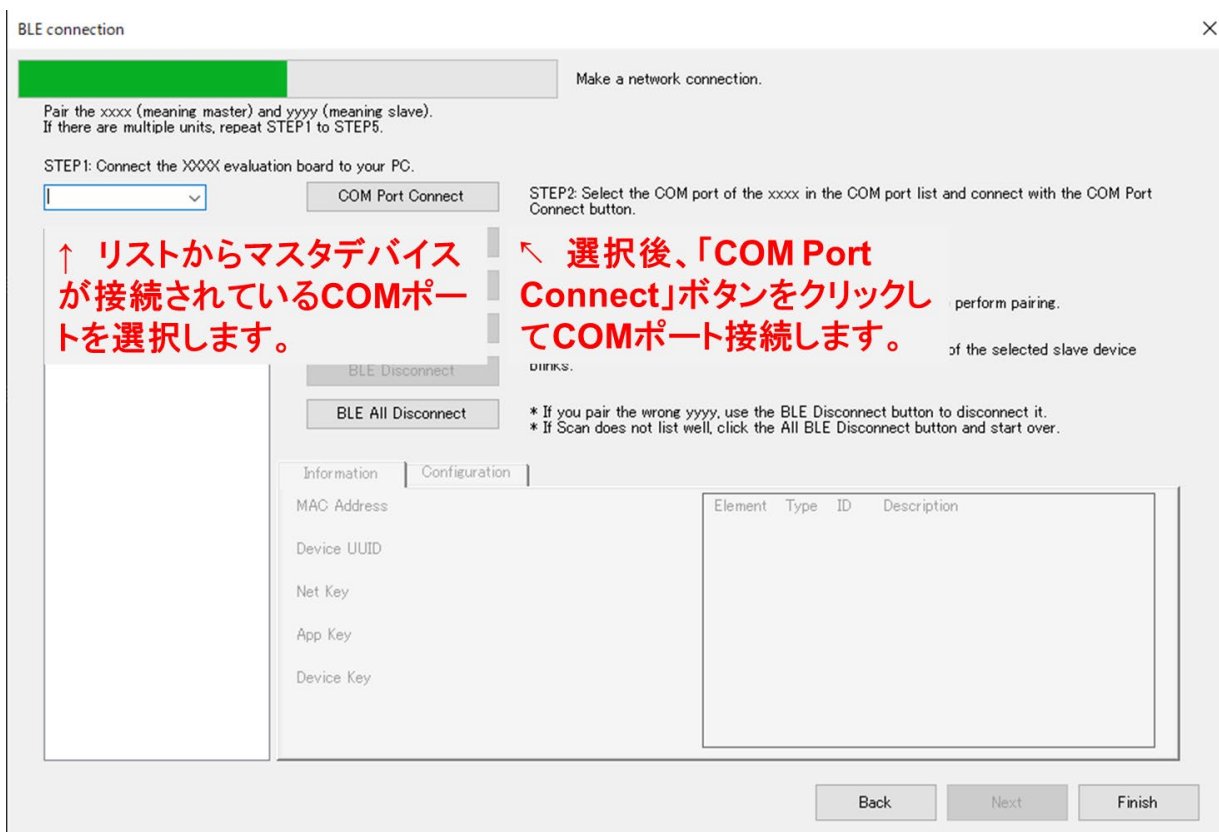 BLE connection
Make a network connection.
Pair the xxxx (meaning master) and yyyy (meaning slave).
If there are multiple units, repeat STEP1 to STEP5.
STEP1: Connect the XXXX evaluation board to your PC.
COM Port Connect
STEP2: Select the COM port of the xxxx in the COM port list and connect with the COM Port
Connect button.
↑ リストからマスタデバイス
が接続されているCOMポー
トを選択します。
↖ 選択後、「COM Port
Connect」ボタンをクリックし
てCOMポート接続します。
perform pairing.
of the selected slave device
BLE Disconnect
blinks.
BLE All Disconnect
* If you pair the wrong yyyy, use the BLE Disconnect button to disconnect it.
* If Scan does not list well, click the All BLE Disconnect button and start over.
Information Configuration
MAC Address
Element Type ID Description
Device UUID
Net Key
App Key
Device Key
Back Next Finish